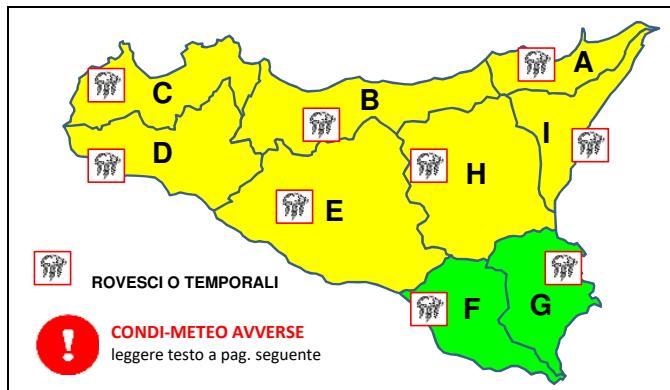 A
C
B
I
D
H
E
ROVESCI O TEMPORALI
F
G
CONDI-METEO AVVERSE
leggere testo a pag. seguente